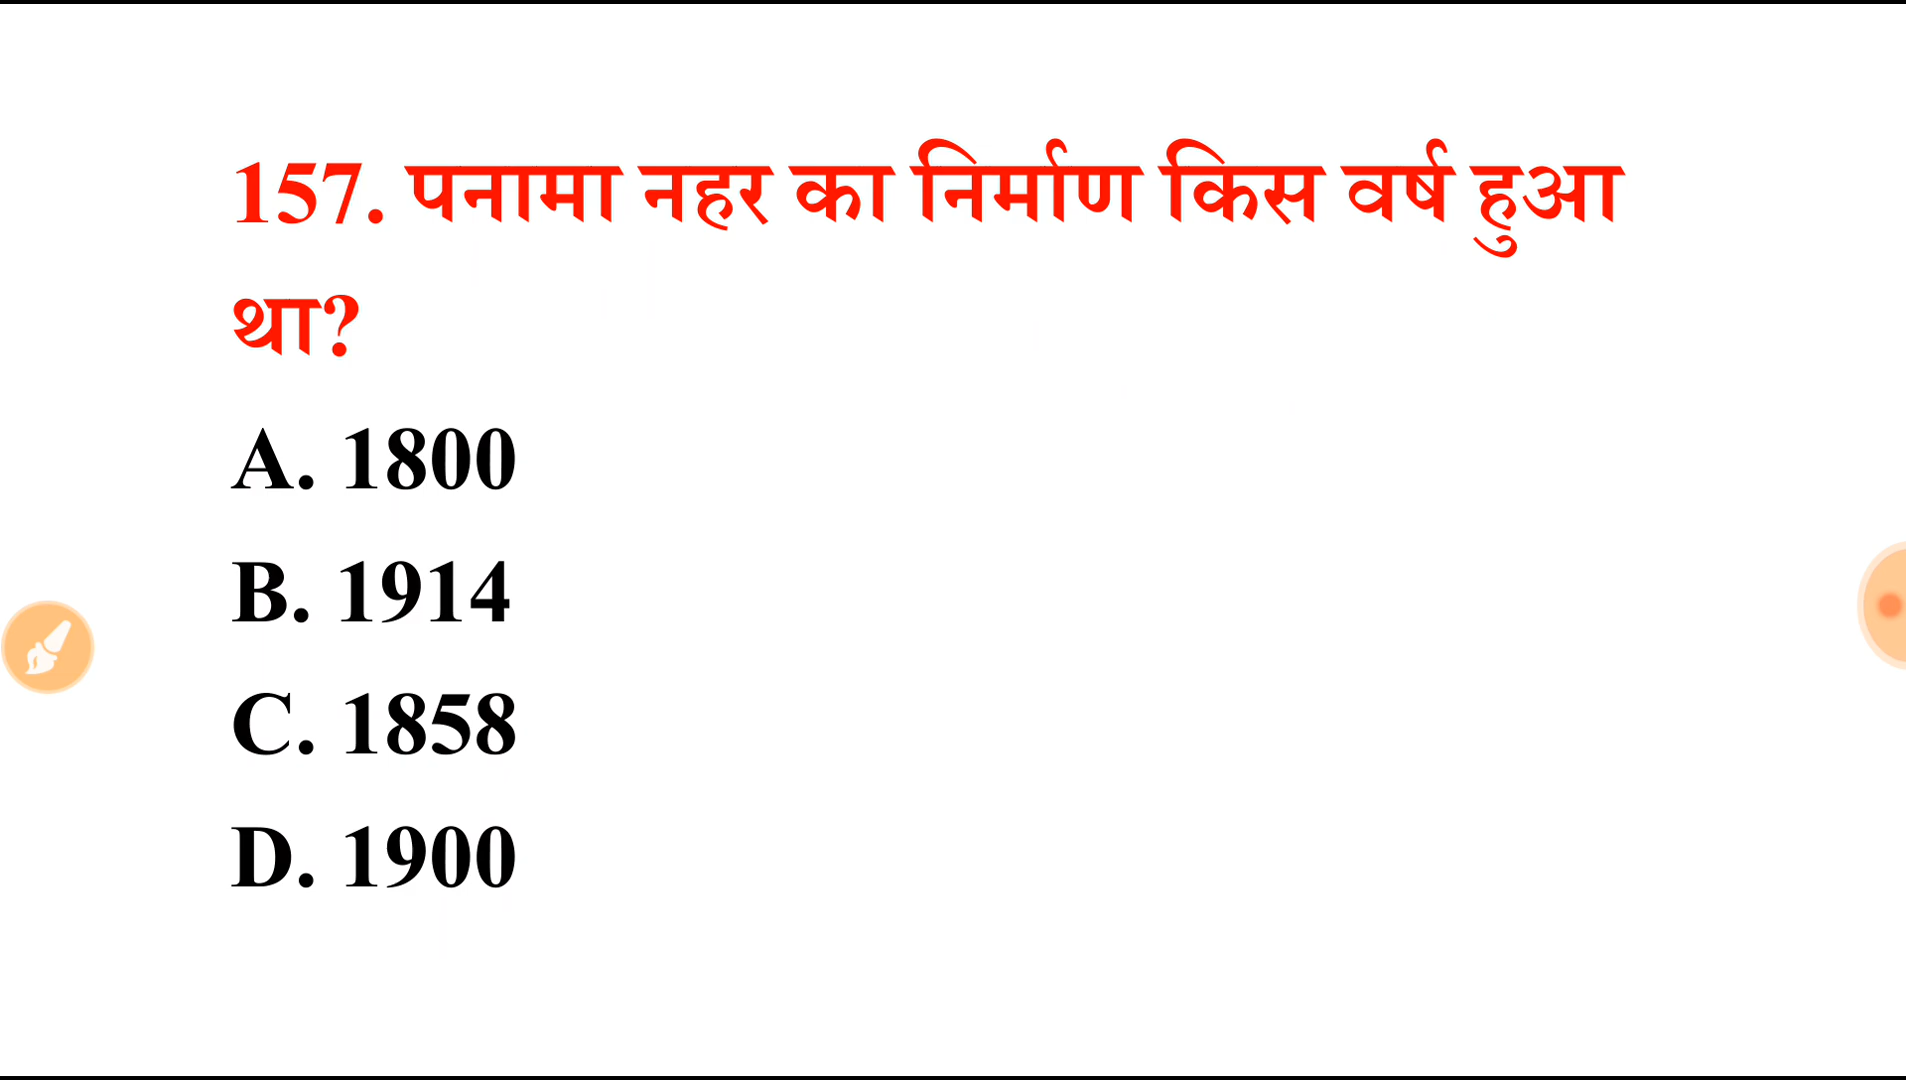 157. पनामा नहर का निर्माण किस वर्ष हुआ
था?
A. 1800
B. 1914
C. 1858
D. 1900